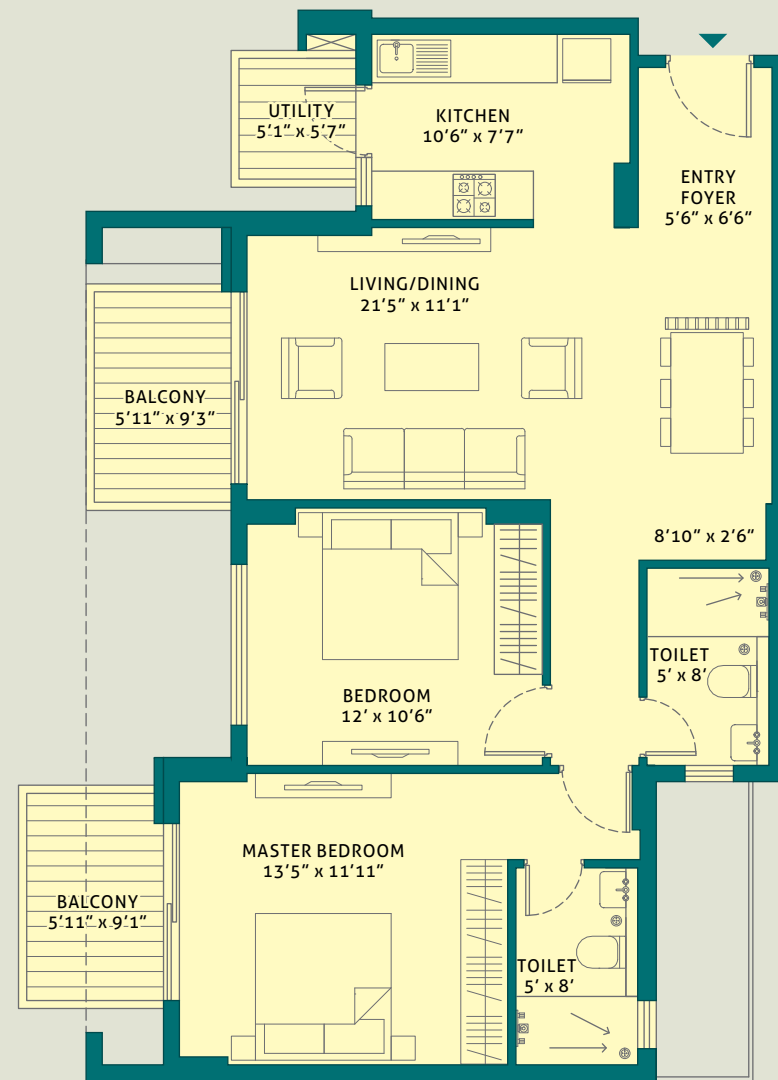 UTILITY
5'1" x 5'7"
KITCHEN
10'6" x 7'7"
ENTRY
FOYER
5'6" x 6'6"
LIVING/DINING
21'5" x 11'1"
BALCONY
5'11" x 9'3"
8'10" x 2'6"
BEDROOM
12' x 10'6"
TOILET
5' x 8'
MASTER BEDROOM
13'5" x 11'11"
BALCONY
5'11" x 9'1"
TOILET
5' x 8'